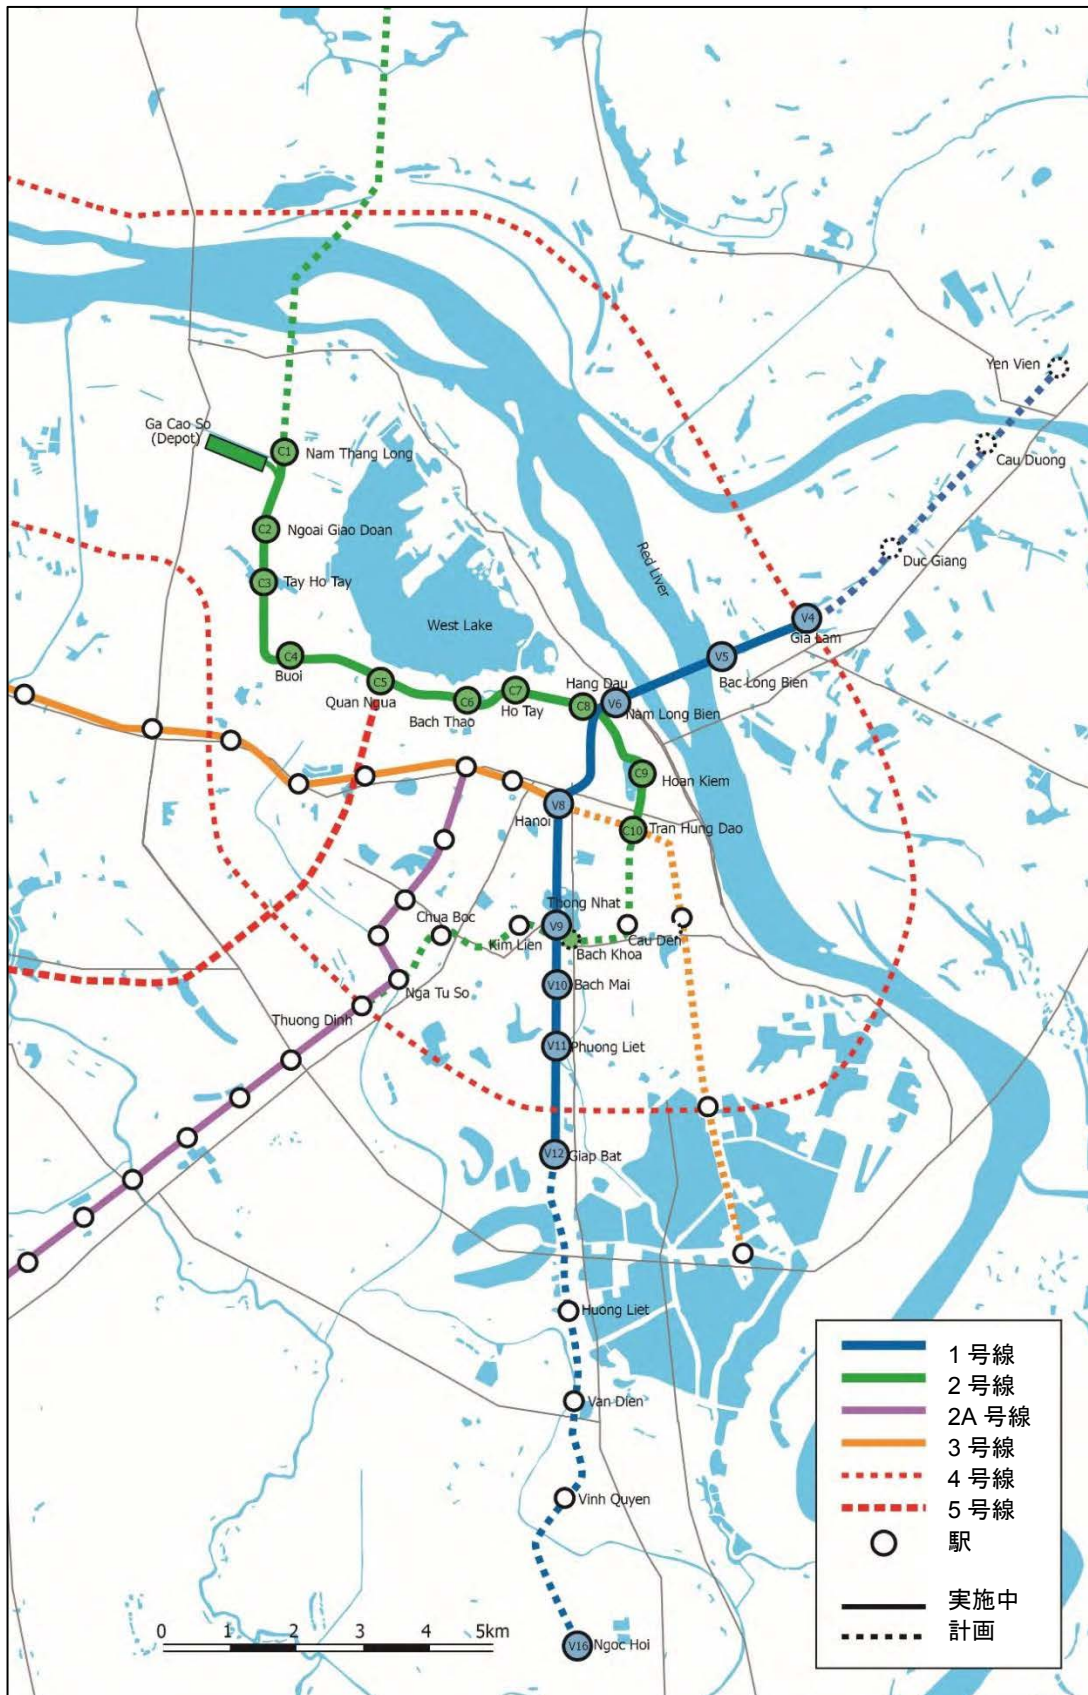 Yen Vien
Ga Cao So
(Depot)
C1
Nam Thang Long
Cau Duong
C2
Ngoai Giao Doan
Duc Giang
Red Liver
C3
Tay Ho Tay
V4
Gia Lam
West Lake
C4
Buoi
V5
Bac Long Bien
C5
Quan Ngua
C6
Bach Thao
C7
Ho Tay
Hang Dau
C8
V6
Nam Long Bien
C9
Hoan Kiem
V8
Hanoi
C10
Tran Hung Dao
Chua Boc
Thong Nhat
V9
Kim Lien
Cau Den
Bach Khoa
Nga Tu So
V10
Bach Mai
Thuong Dinh
V11
Phuong Liet
V12
Giap Bat
Huong Liet
Van Dien
Vinh Quyen
V16
Ngoc Hoi
0 1 2 3 4 5km
1 号線
2 号線
2A 号線
3 号線
4 号線
5 号線
駅
実施中
計画